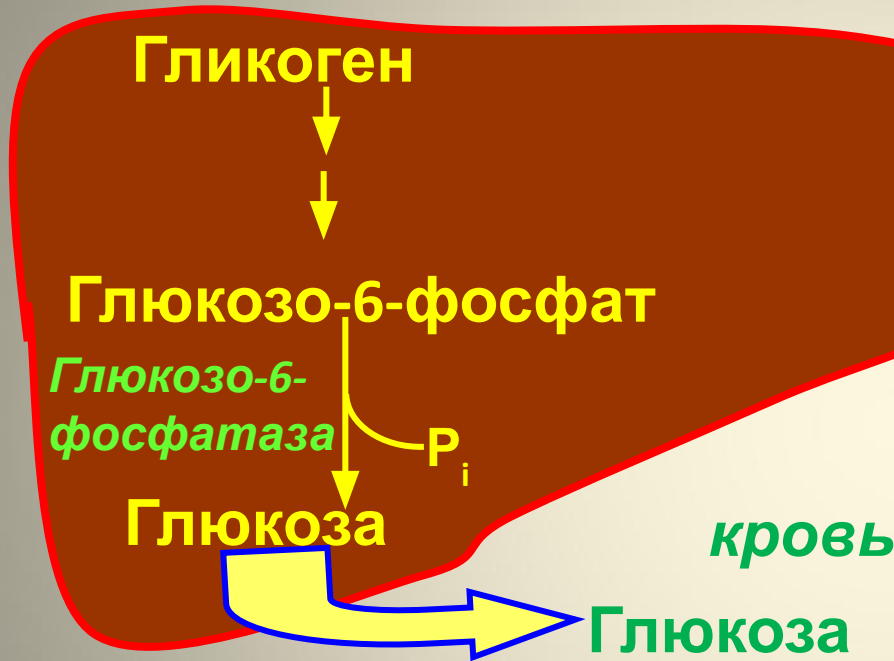 Гликоген
Глюкозо-6-фосфат
Глюкозо-6-
фосфатаза
Pi
Глюкоза
кровь
Глюкоза